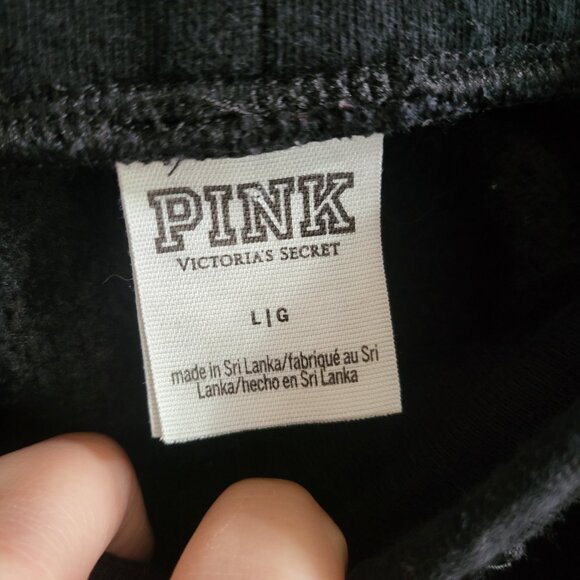 PINK
VICTORIA'S SECRET
L|G
made in Sri Lanka/fabriqué au Sri
Lanka/hecho en Sri Lanka